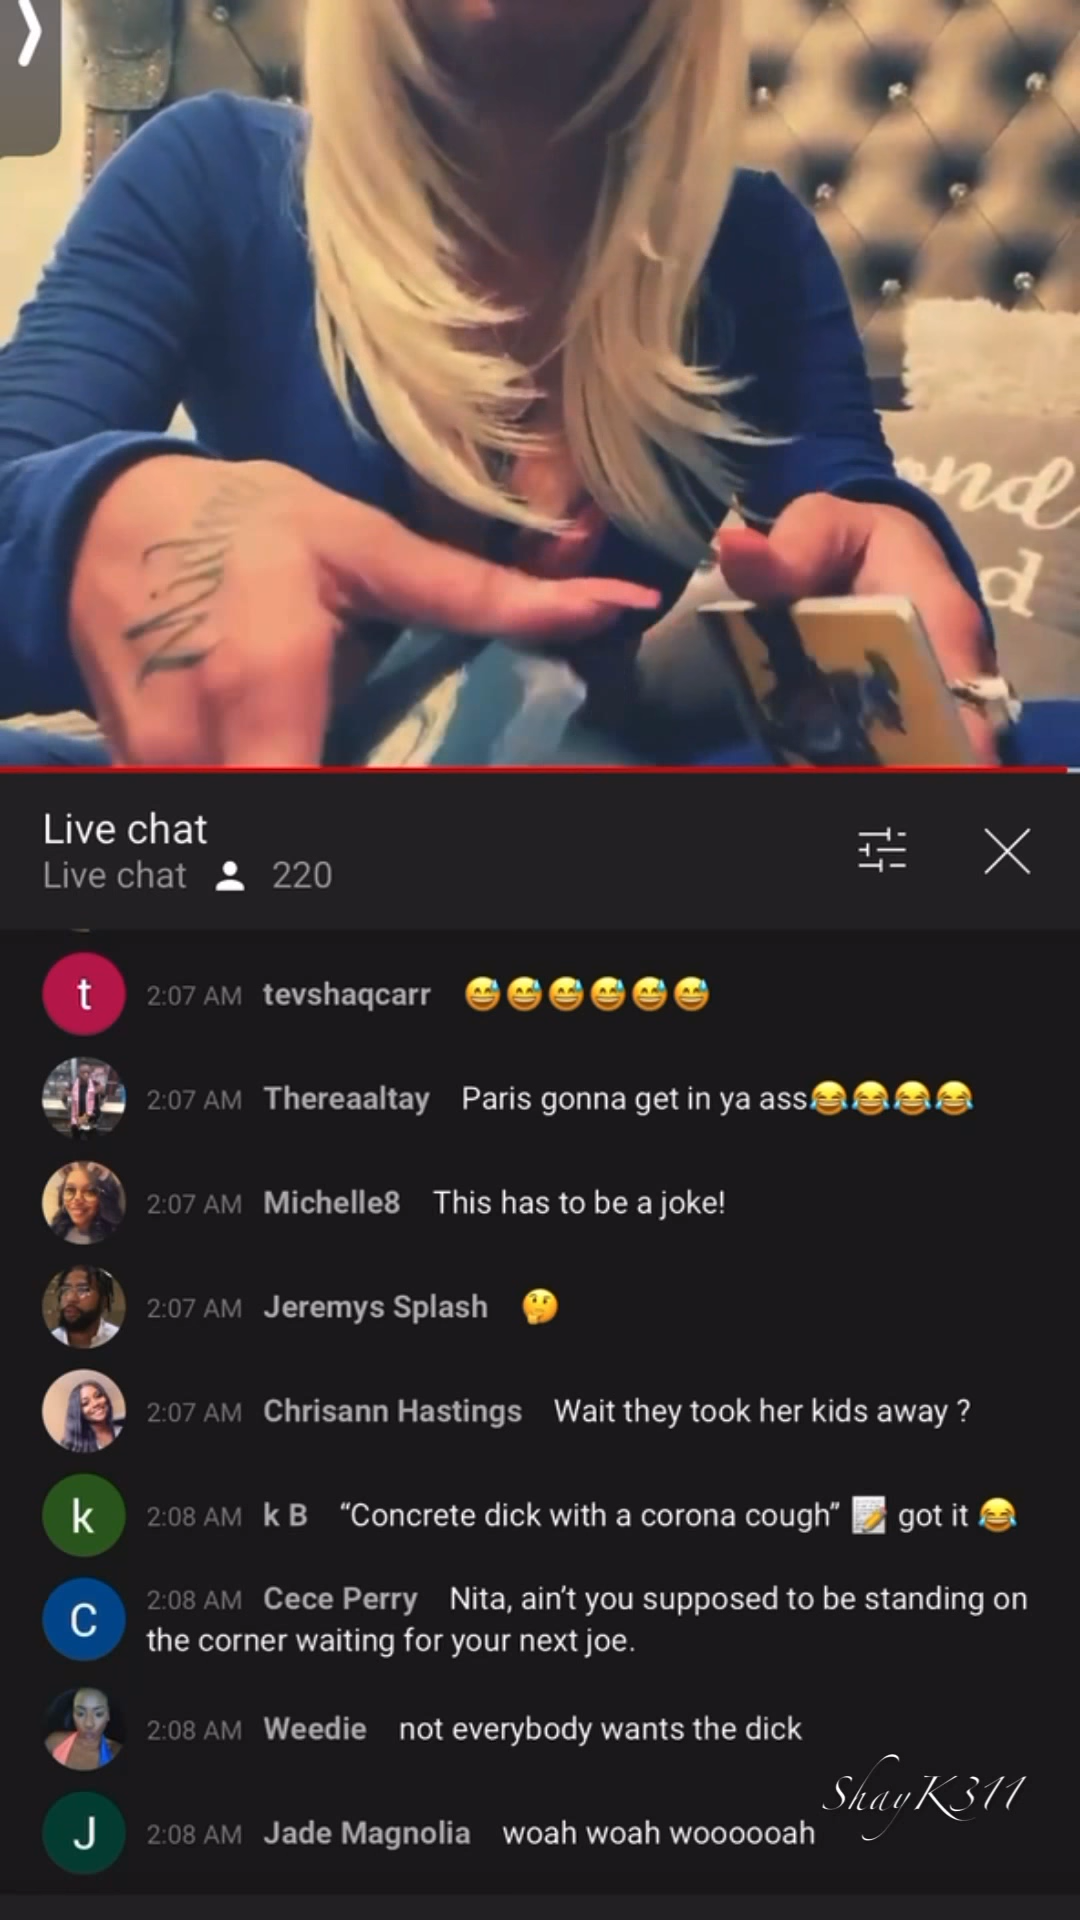 ond
d
Live chat
Live chat 220
t 2:07 AM tevshaqcarr 😅😅😅😅😅😅
2:07 AM Thereaaltay Paris gonna get in ya ass😂😂😂😂
2:07 AM Michelle8 This has to be a joke!
2:07 AM Jeremys Splash 🤔
2:07 AM Chrisann Hastings Wait they took her kids away ?
k 2:08 AM k B “Concrete dick with a corona cough” 📝 got it 😂
C 2:08 AM Cece Perry Nita, ain’t you supposed to be standing on
the corner waiting for your next joe.
2:08 AM Weedie not everybody wants the dick
ShayK311
J 2:08 AM Jade Magnolia woah woah woooooah